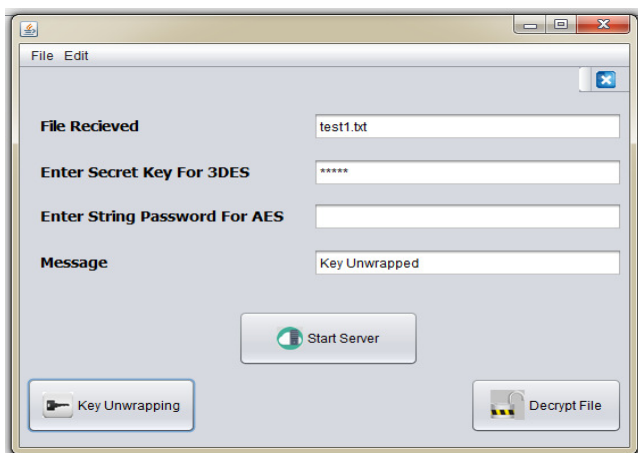 File Edit
File Recieved test1.txt
Enter Secret Key For 3DES *****
Enter String Password For AES
Message Key Unwrapped
Start Server
Key Unwrapping Decrypt File